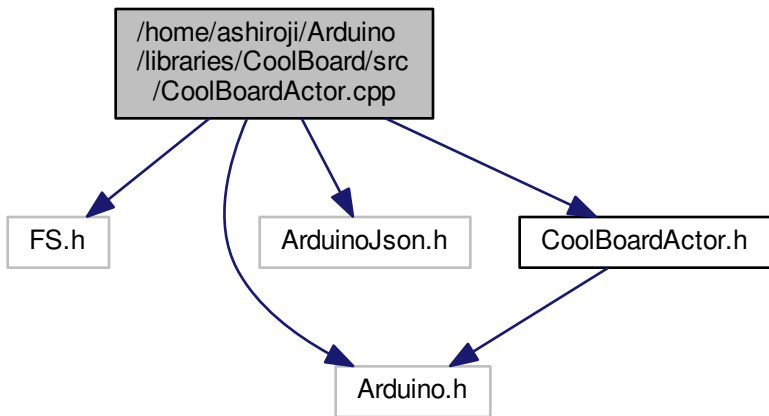 /home/ashiroji/Arduino
/libraries/CoolBoard/src
/CoolBoardActor.cpp
FS.h
ArduinoJson.h
CoolBoardActor.h
Arduino.h